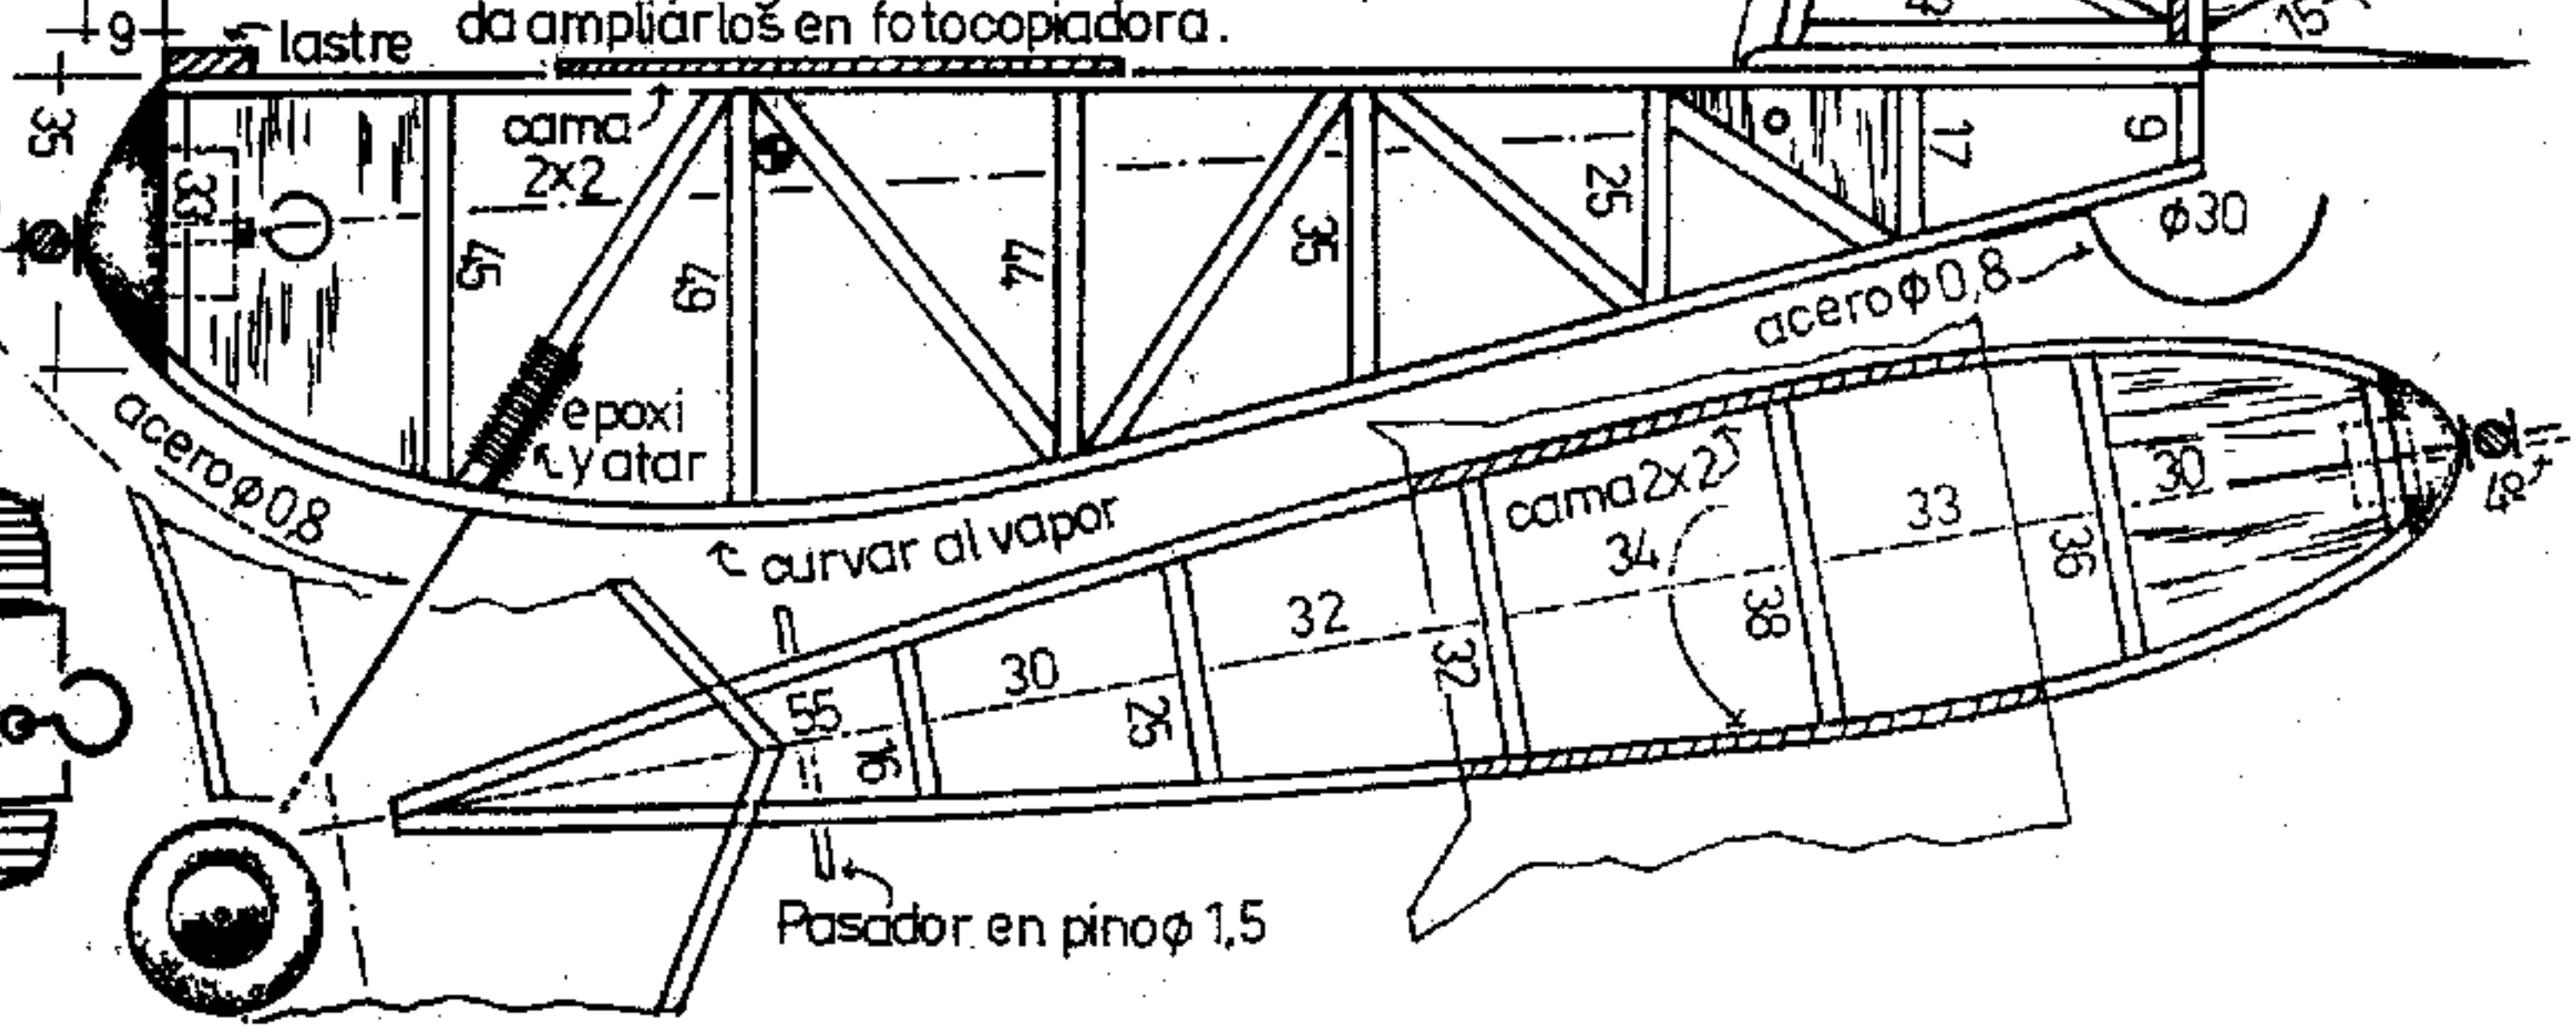 da ampliarlos en fotocopiadora.
9
lastre
15
35
cama
2x2
33
45
49
44
35
25
17
9
φ30
acero φ 0,8
acero φ 0,8
epoxi
y atar
curvar al vapor
cama 2x2
34
33
30
36
38
32
32
30
25
55
16
Pasador en pino φ 1,5